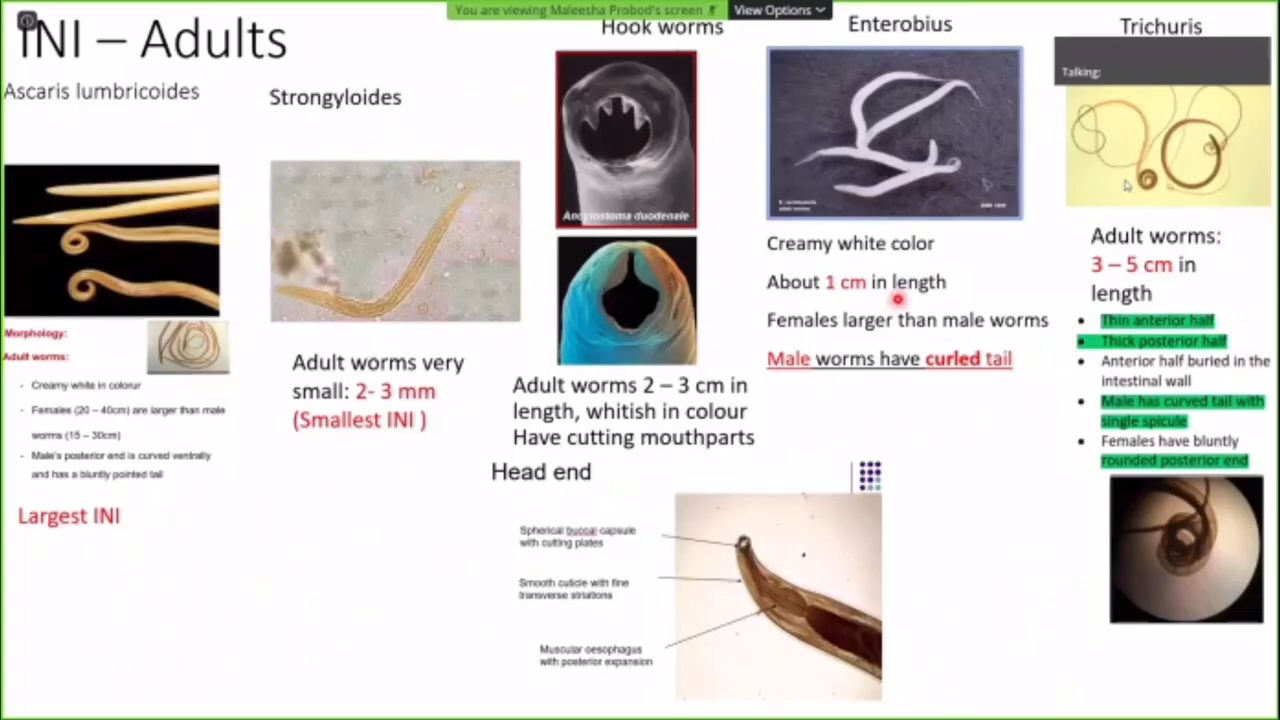 You are viewing Maleesha Probod's screen
View Options
INI – Adults
Ascaris lumbricoides
Morphology:
Adult worms:
- Creamy white in colorur
- Females (20 – 40cm) are larger than male
worms (15 – 30cm)
- Male's posterior end is curved ventrally
and has a bluntly pointed tail
Largest INI
Strongyloides
Adult worms very
small: 2- 3 mm
(Smallest INI )
Hook worms
Ancylostoma duodenale
Adult worms 2 – 3 cm in
length, whitish in colour
Have cutting mouthparts
Head end
Spherical buccal capsule
with cutting plates
Smooth cuticle with fine
transverse striations
Muscular oesophagus
with posterior expansion
Enterobius
Creamy white color
About 1 cm in length
Females larger than male worms
Male worms have curled tail
Trichuris
Talking:
Adult worms:
3 – 5 cm in
length
• Thin anterior half
• Thick posterior half
• Anterior half buried in the
intestinal wall
• Male has curved tail with
single spicule
• Females have bluntly
rounded posterior end